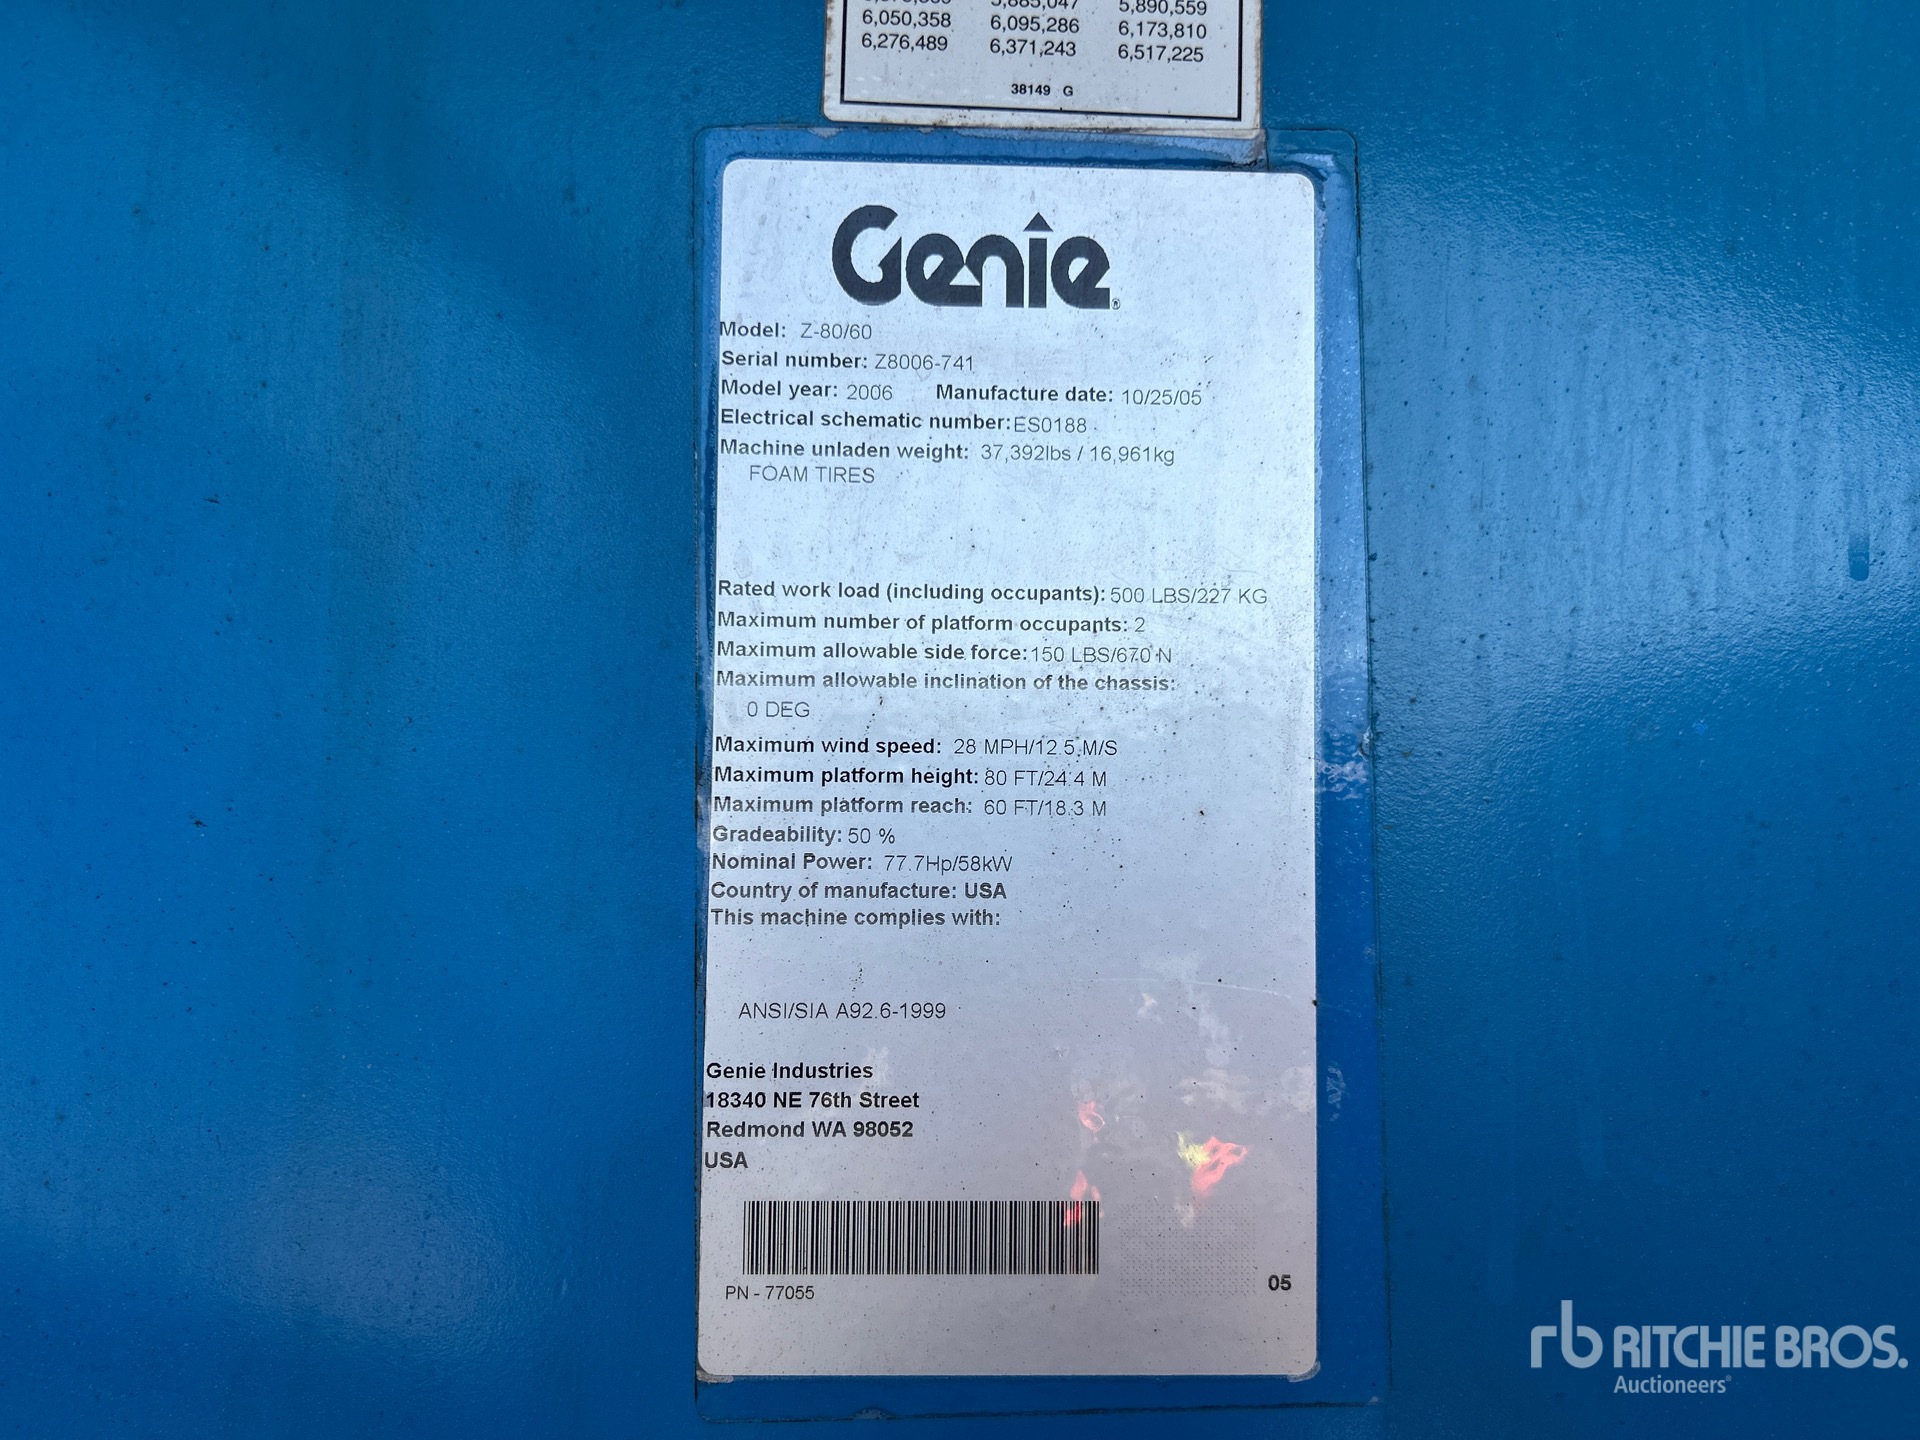 5,885,047 5,890,559
6,050,358 6,095,286 6,173,810
6,276,489 6,371,243 6,517,225
38149 G
Genie®
Model: Z-80/60
Serial number: Z8006-741
Model year: 2006 Manufacture date: 10/25/05
Electrical schematic number: ES0188
Machine unladen weight: 37,392lbs / 16,961kg
FOAM TIRES
Rated work load (including occupants): 500 LBS/227 KG
Maximum number of platform occupants: 2
Maximum allowable side force: 150 LBS/670 N
Maximum allowable inclination of the chassis:
0 DEG
Maximum wind speed: 28 MPH/12.5 M/S
Maximum platform height: 80 FT/24.4 M
Maximum platform reach: 60 FT/18.3 M
Gradeability: 50 %
Nominal Power: 77.7Hp/58kW
Country of manufacture: USA
This machine complies with:
ANSI/SIA A92.6-1999
Genie Industries
18340 NE 76th Street
Redmond WA 98052
USA
PN - 77055
05
rb RITCHIE BROS.
Auctioneers®